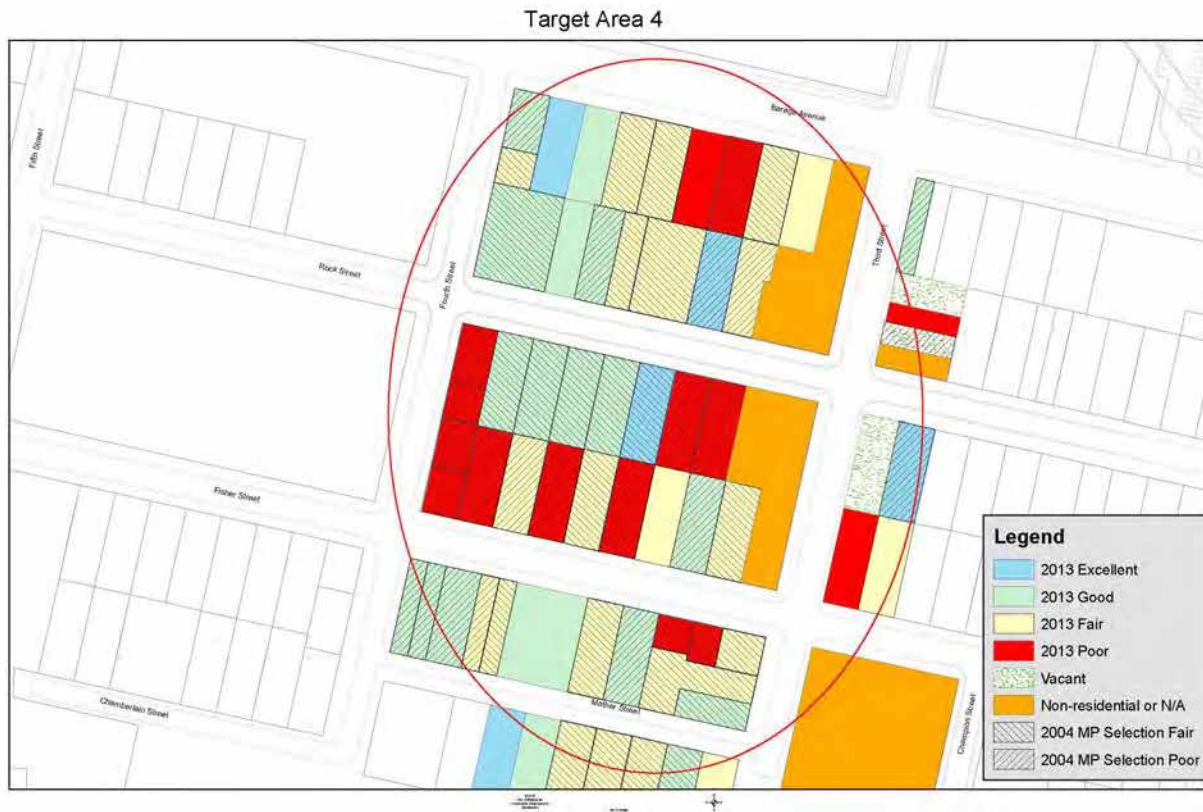 Target Area 4
Baraga Avenue
Fifth Street
Rock Street
Fourth Street
Third Street
Fisher Street
Chamberlain Street
Mather Street
Champion Street
Legend
2013 Excellent
2013 Good
2013 Fair
2013 Poor
Vacant
Non-residential or N/A
2004 MP Selection Fair
2004 MP Selection Poor